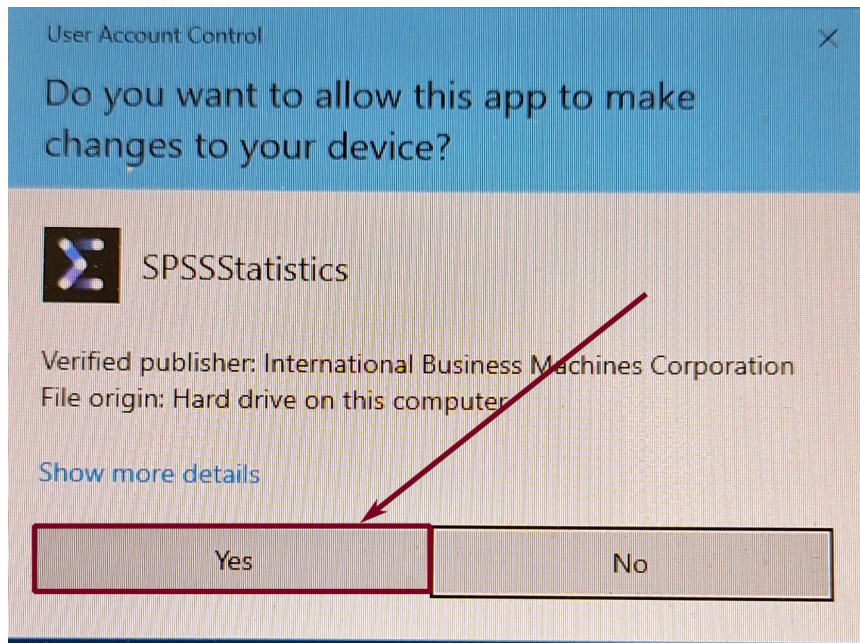 User Account Control
Do you want to allow this app to make
changes to your device?
SPSSStatistics
Verified publisher: International Business Machines Corporation
File origin: Hard drive on this computer
Show more details
Yes
No